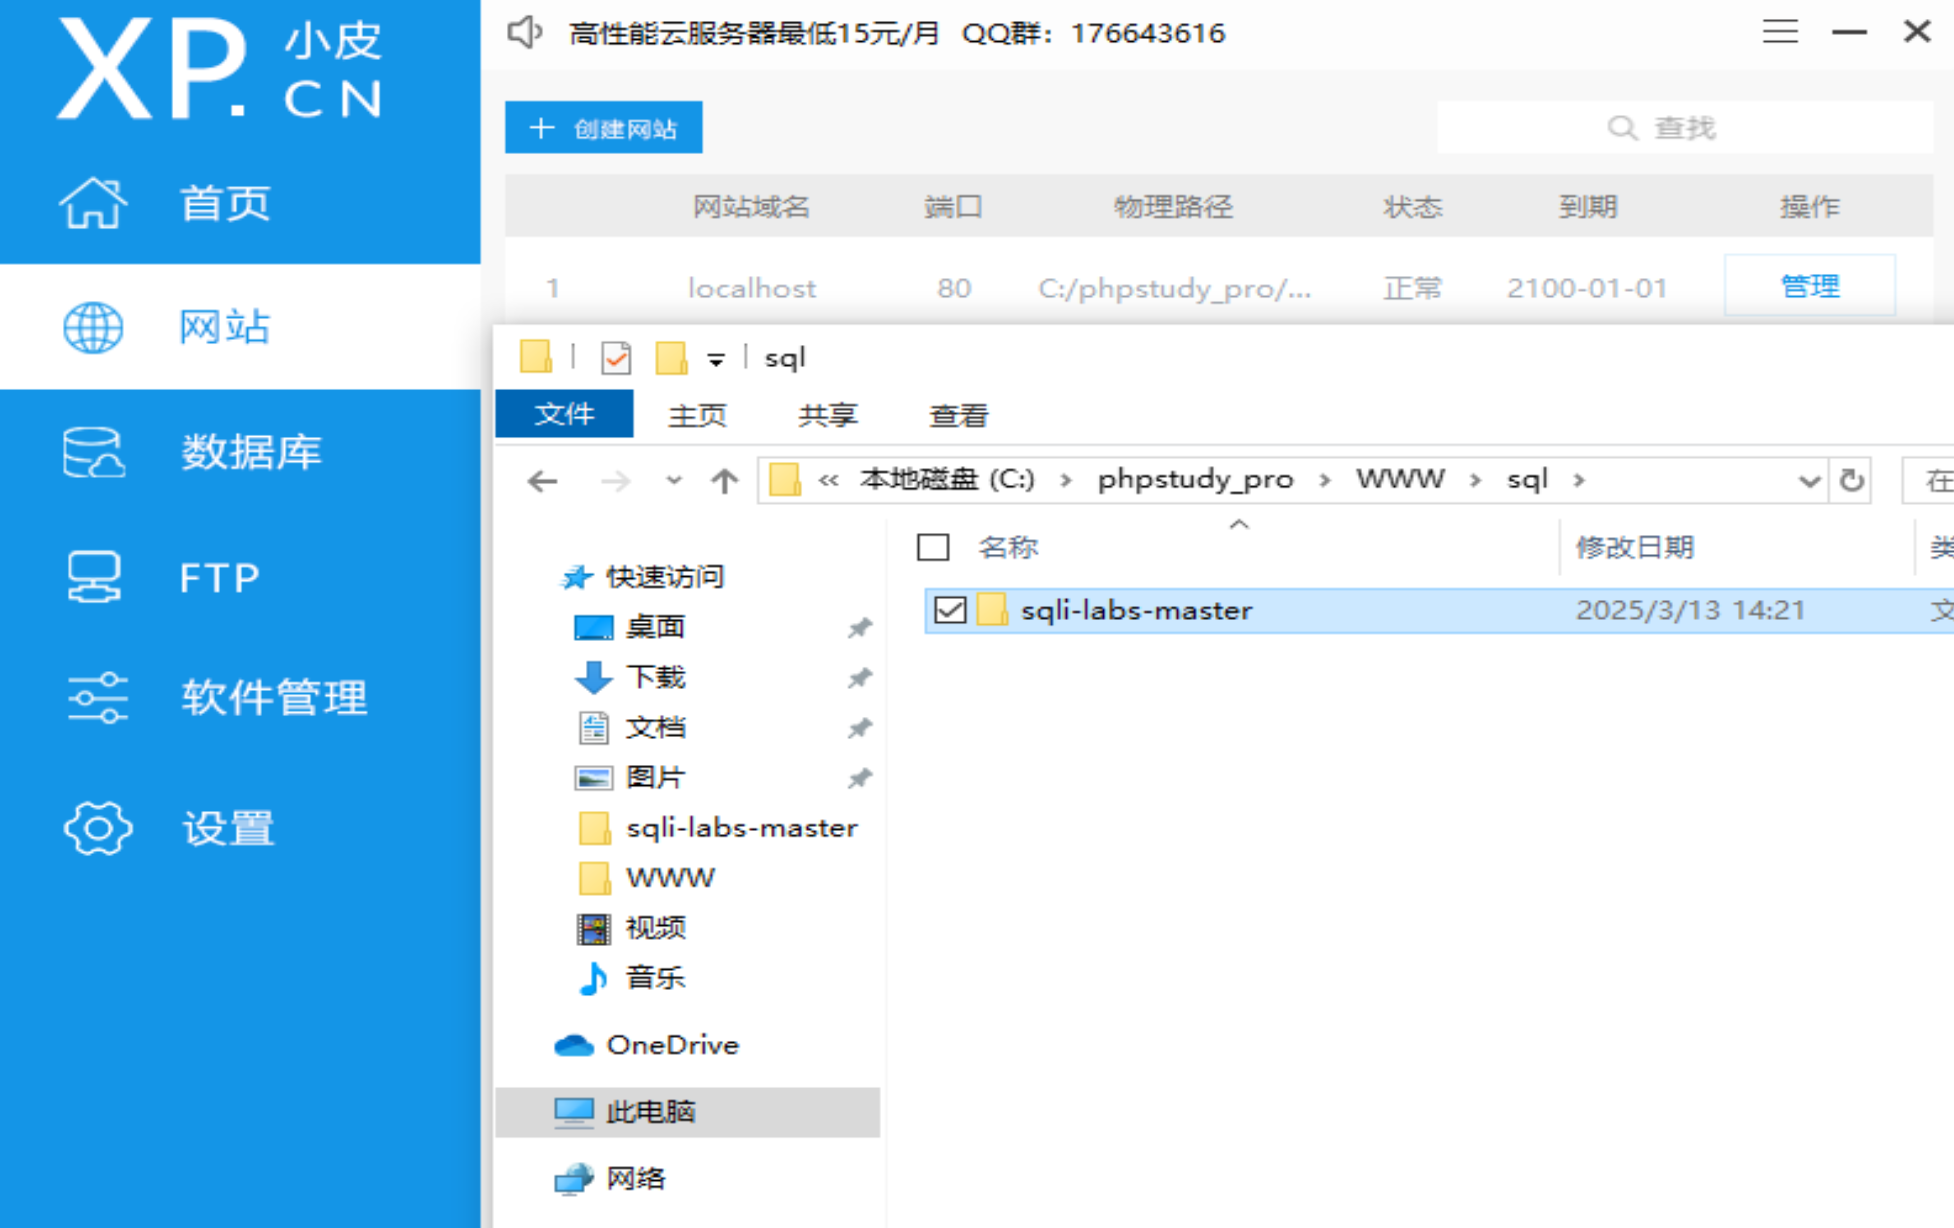 XP.小皮
CN
高性能云服务器最低15元/月 QQ群：176643616
首页
网站
数据库
FTP
软件管理
设置
创建网站
查找
网站域名 端口 物理路径 状态 到期 操作
1 localhost 80 C:/phpstudy_pro/... 正常 2100-01-01 管理
sql
文件 主页 共享 查看
« 本地磁盘 (C:) › phpstudy_pro › WWW › sql › 在
名称 修改日期 类
sqli-labs-master 2025/3/13 14:21 文
快速访问
桌面
下载
文档
图片
sqli-labs-master
WWW
视频
音乐
OneDrive
此电脑
网络